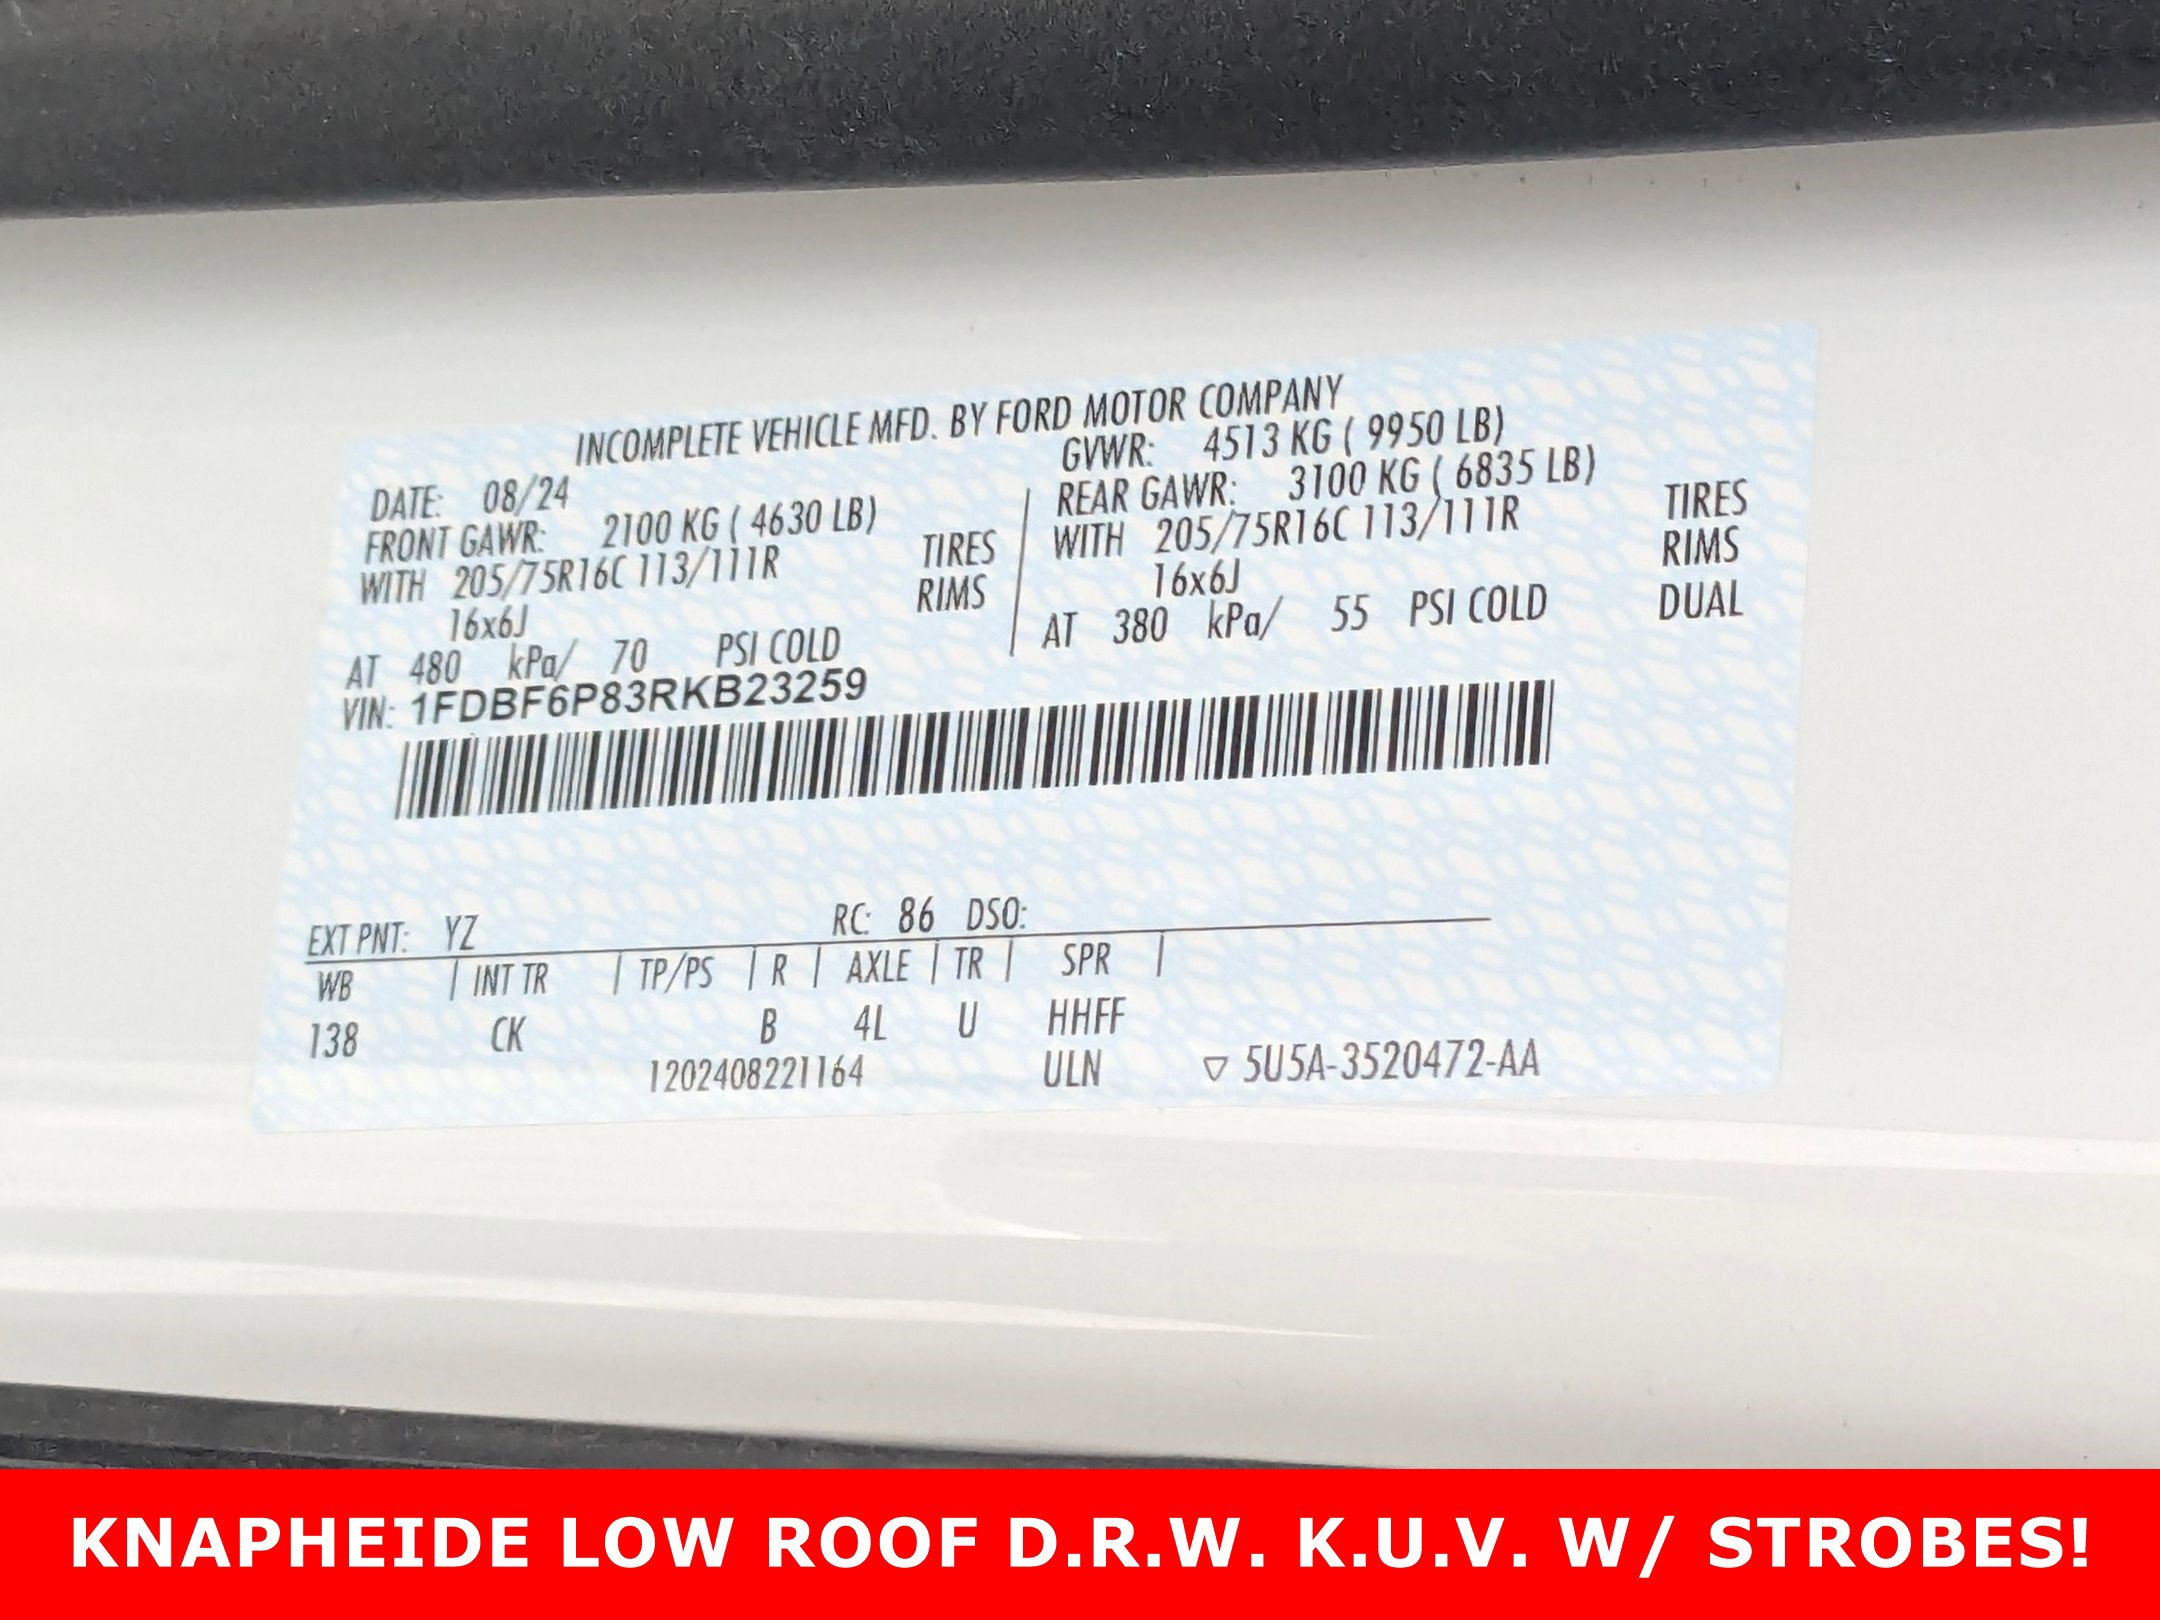 INCOMPLETE VEHICLE MFD. BY FORD MOTOR COMPANY
DATE: 08/24 GVWR: 4513 KG ( 9950 LB)
FRONT GAWR: 2100 KG ( 4630 LB) REAR GAWR: 3100 KG ( 6835 LB)
WITH 205/75R16C 113/111R TIRES WITH 205/75R16C 113/111R TIRES
16x6J RIMS 16x6J RIMS
AT 480 kPa/ 70 PSI COLD AT 380 kPa/ 55 PSI COLD DUAL
VIN: 1FDBF6P83RKB23259
EXT PNT: YZ RC: 86 DSO:
WB | INT TR | TP/PS | R | AXLE | TR | SPR |
138 CK B 4L U HHFF
1202408221164 ULN ▽ 5U5A-3520472-AA
KNAPHEIDE LOW ROOF D.R.W. K.U.V. W/ STROBES!